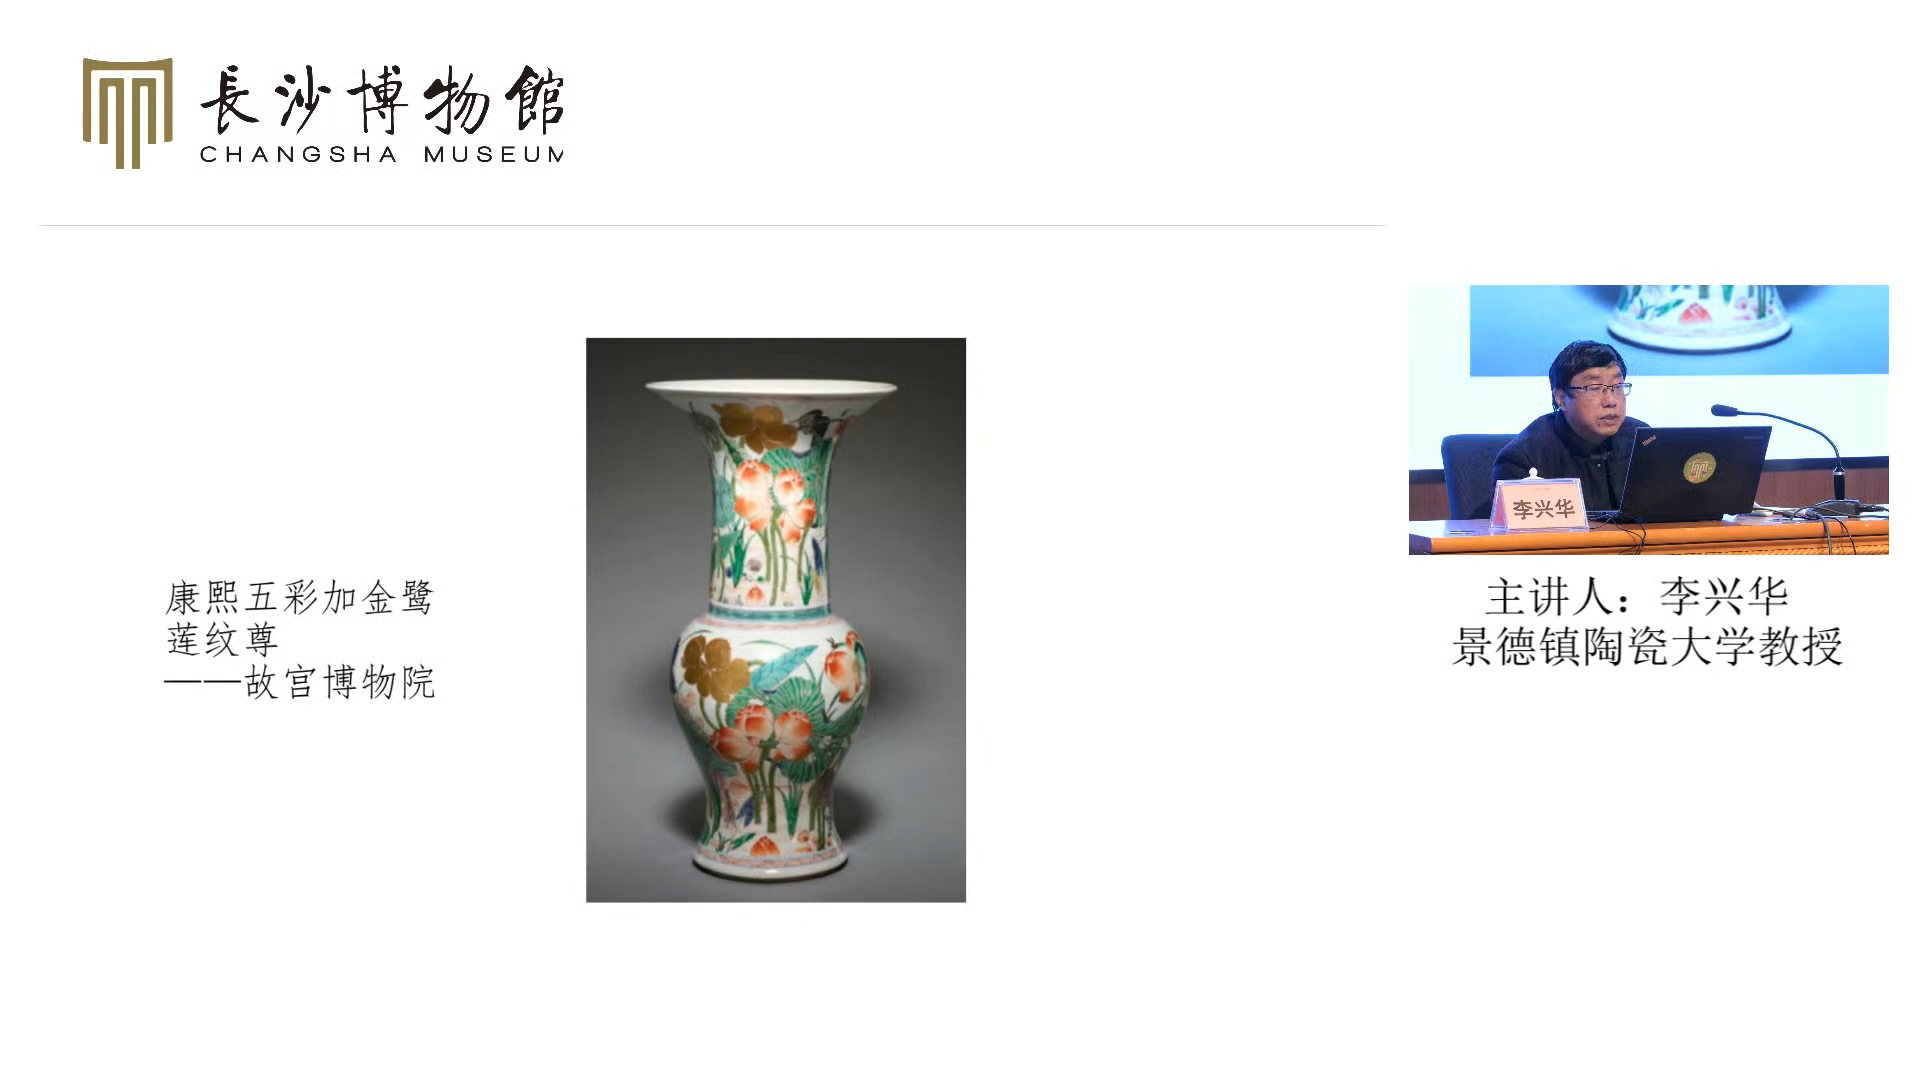 長沙博物館
CHANGSHA MUSEUM
康熙五彩加金鹭
莲纹尊
——故宫博物院
李兴华
主讲人：李兴华
景德镇陶瓷大学教授